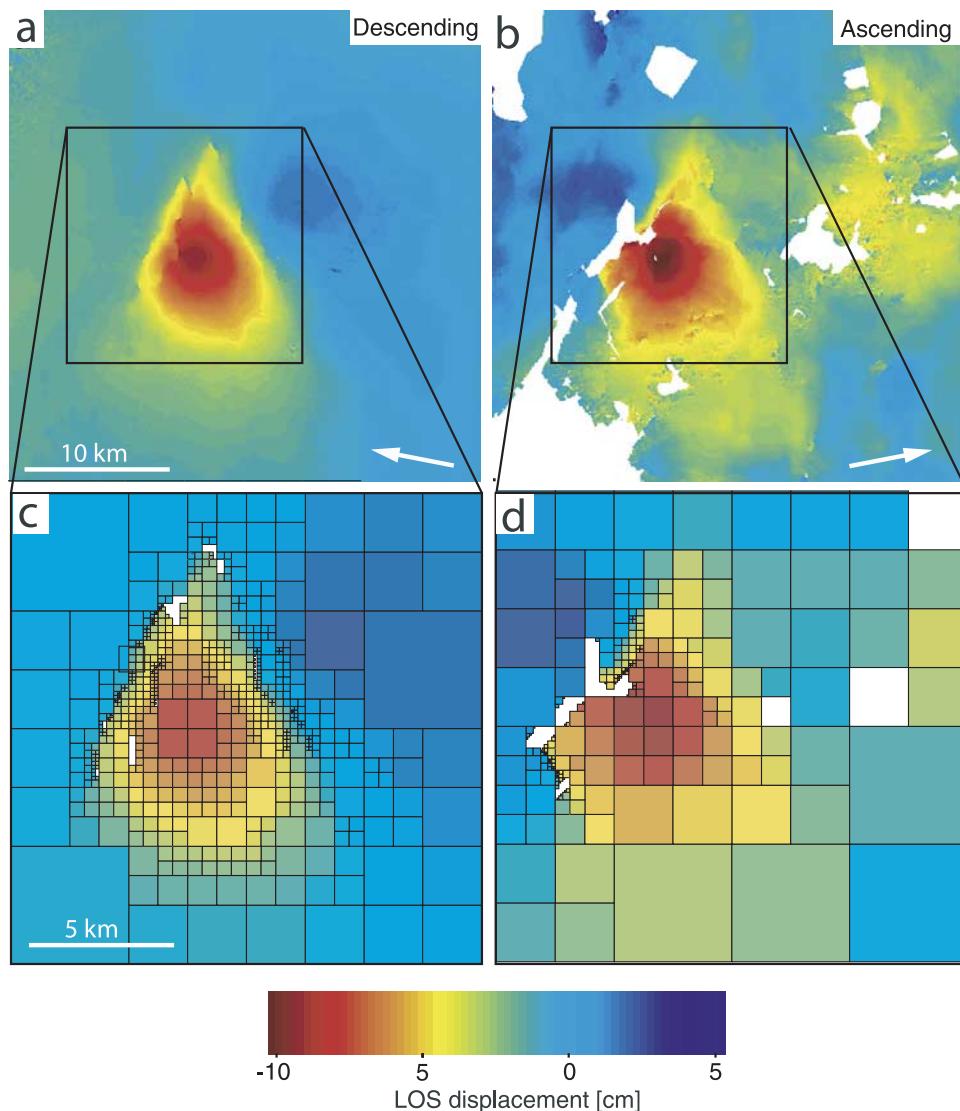 a
Descending
b
Ascending
10 km
c
d
5 km
-10 5 0 5
LOS displacement [cm]